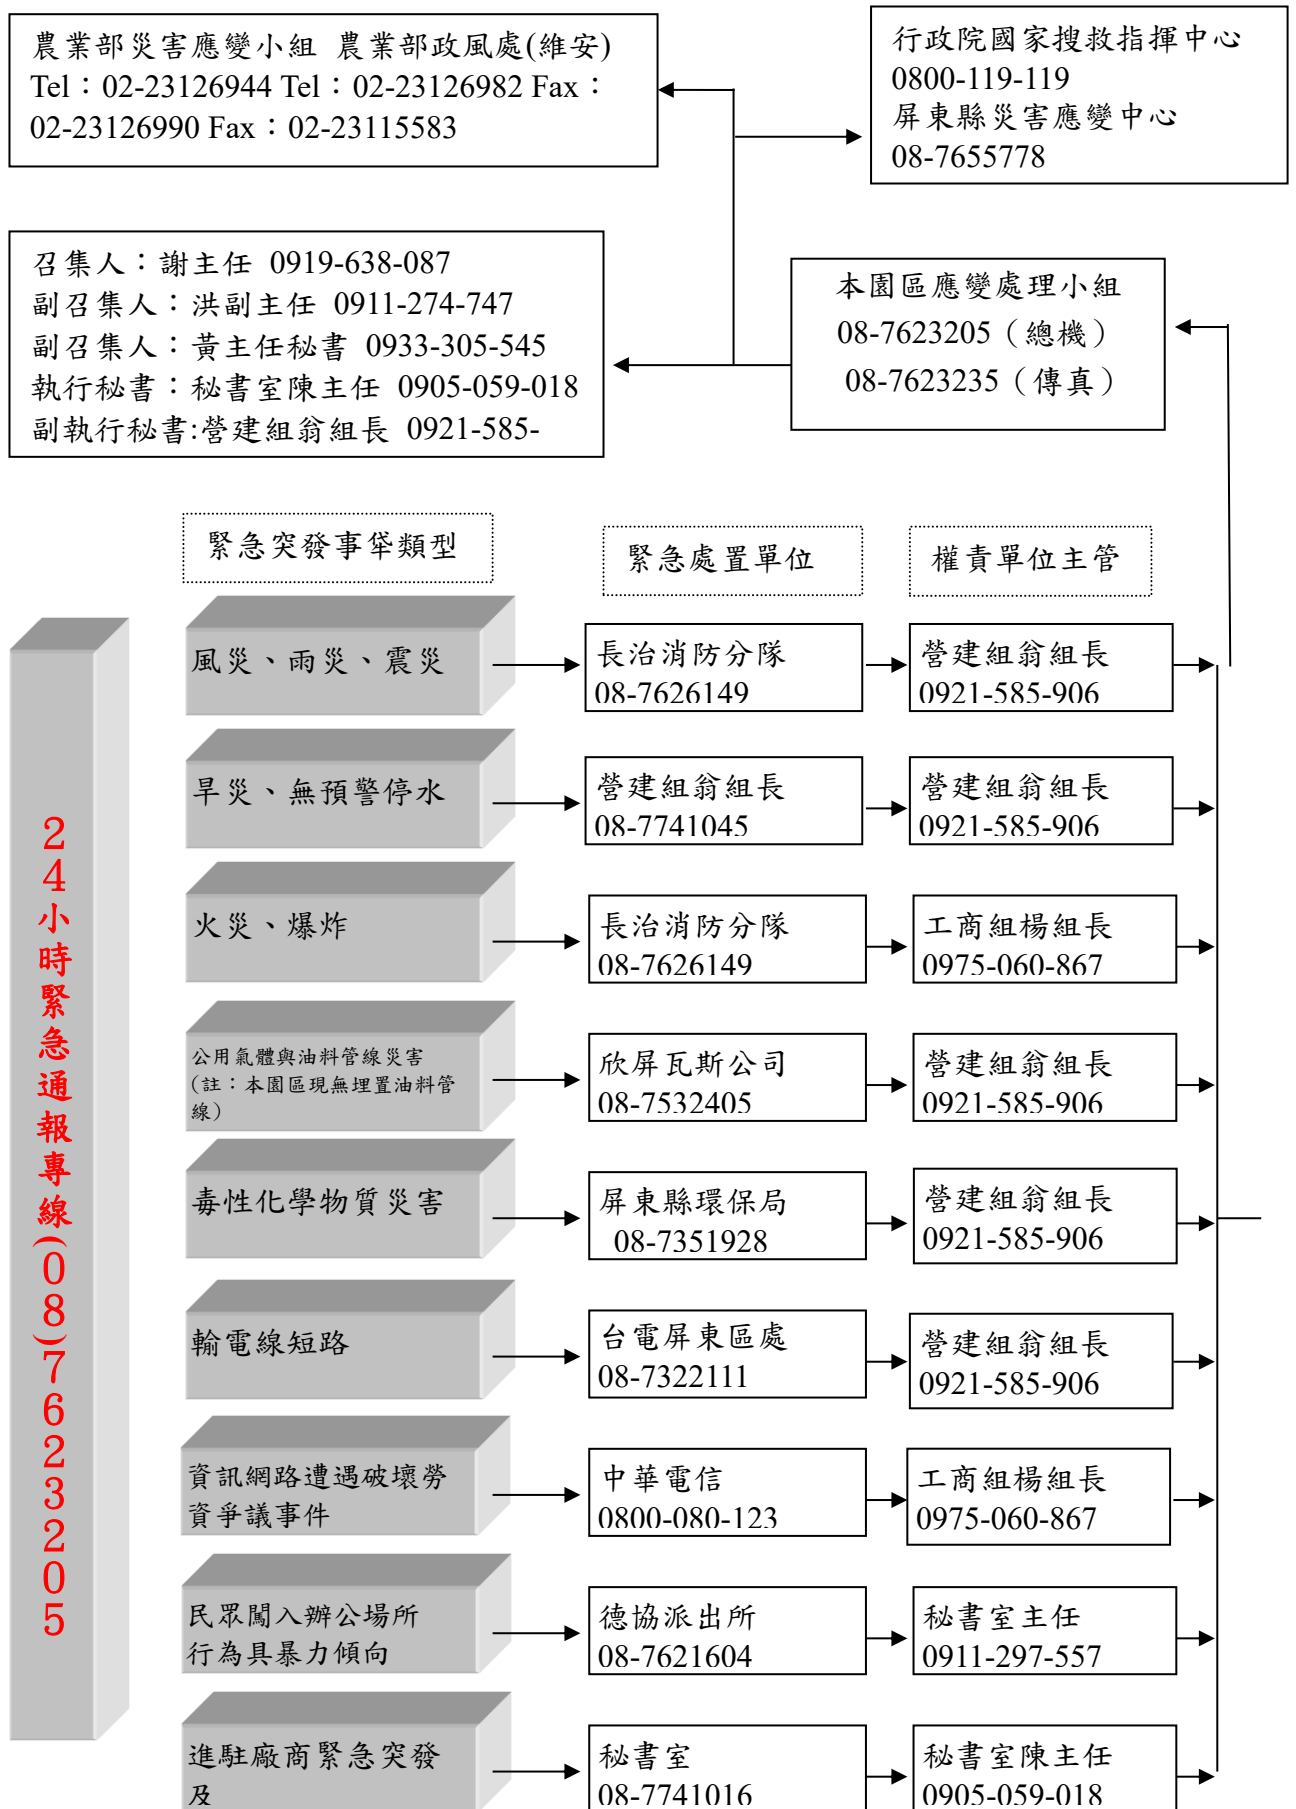 農業部災害應變小組 農業部政風處(維安)
Tel：02-23126944 Tel：02-23126982 Fax：
02-23126990 Fax：02-23115583
行政院國家搜救指揮中心
0800-119-119
屏東縣災害應變中心
08-7655778
召集人：謝主任 0919-638-087
副召集人：洪副主任 0911-274-747
副召集人：黃主任秘書 0933-305-545
執行秘書：秘書室陳主任 0905-059-018
副執行秘書:營建組翁組長 0921-585-
本園區應變處理小組
08-7623205（總機）
08-7623235（傳真）
緊急突發事件類型
緊急處置單位
權責單位主管
24小時緊急通報專線(08)7623205
風災、雨災、震災
長治消防分隊
08-7626149
營建組翁組長
0921-585-906
旱災、無預警停水
營建組翁組長
08-7741045
營建組翁組長
0921-585-906
火災、爆炸
長治消防分隊
08-7626149
工商組楊組長
0975-060-867
公用氣體與油料管線災害
(註：本園區現無埋置油料管
線)
欣屏瓦斯公司
08-7532405
營建組翁組長
0921-585-906
毒性化學物質災害
屏東縣環保局
08-7351928
營建組翁組長
0921-585-906
輸電線短路
台電屏東區處
08-7322111
營建組翁組長
0921-585-906
資訊網路遭遇破壞勞
資爭議事件
中華電信
0800-080-123
工商組楊組長
0975-060-867
民眾闖入辦公場所
行為具暴力傾向
德協派出所
08-7621604
秘書室主任
0911-297-557
進駐廠商緊急突發
及
秘書室
08-7741016
秘書室陳主任
0905-059-018